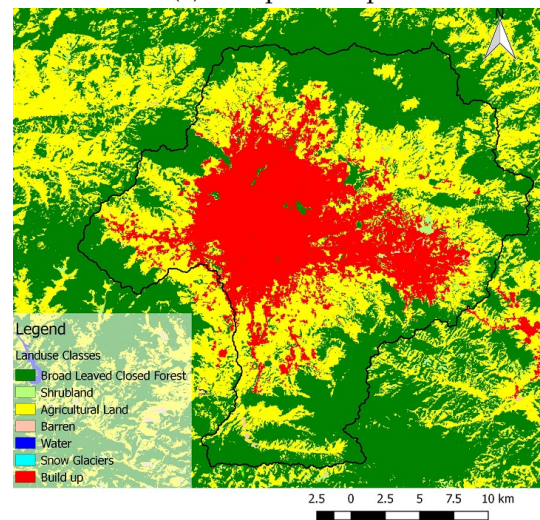 N
Legend
Landuse Classes
Broad Leaved Closed Forest
Shrubland
Agricultural Land
Barren
Water
Snow Glaciers
Build up
2.5 0 2.5 5 7.5 10 km